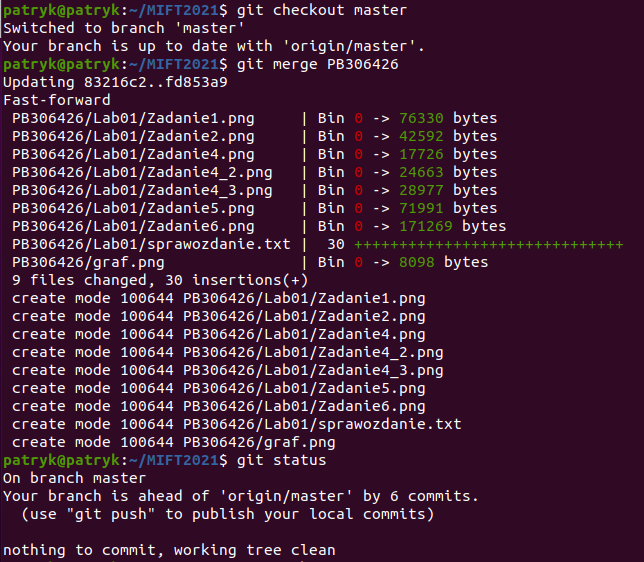 patryk@patryk:~/MIFT2021$ git checkout master
Switched to branch 'master'
Your branch is up to date with 'origin/master'.
patryk@patryk:~/MIFT2021$ git merge PB306426
Updating 83216c2..fd853a9
Fast-forward
 PB306426/Lab01/Zadanie1.png     | Bin 0 -> 76330 bytes
 PB306426/Lab01/Zadanie2.png     | Bin 0 -> 42592 bytes
 PB306426/Lab01/Zadanie4.png     | Bin 0 -> 17726 bytes
 PB306426/Lab01/Zadanie4_2.png   | Bin 0 -> 24663 bytes
 PB306426/Lab01/Zadanie4_3.png   | Bin 0 -> 28977 bytes
 PB306426/Lab01/Zadanie5.png     | Bin 0 -> 71991 bytes
 PB306426/Lab01/Zadanie6.png     | Bin 0 -> 171269 bytes
 PB306426/Lab01/sprawozdanie.txt |  30 ++++++++++++++++++++++++++++++
 PB306426/graf.png               | Bin 0 -> 8098 bytes
 9 files changed, 30 insertions(+)
 create mode 100644 PB306426/Lab01/Zadanie1.png
 create mode 100644 PB306426/Lab01/Zadanie2.png
 create mode 100644 PB306426/Lab01/Zadanie4.png
 create mode 100644 PB306426/Lab01/Zadanie4_2.png
 create mode 100644 PB306426/Lab01/Zadanie4_3.png
 create mode 100644 PB306426/Lab01/Zadanie5.png
 create mode 100644 PB306426/Lab01/Zadanie6.png
 create mode 100644 PB306426/Lab01/sprawozdanie.txt
 create mode 100644 PB306426/graf.png
patryk@patryk:~/MIFT2021$ git status
On branch master
Your branch is ahead of 'origin/master' by 6 commits.
  (use "git push" to publish your local commits)

nothing to commit, working tree clean